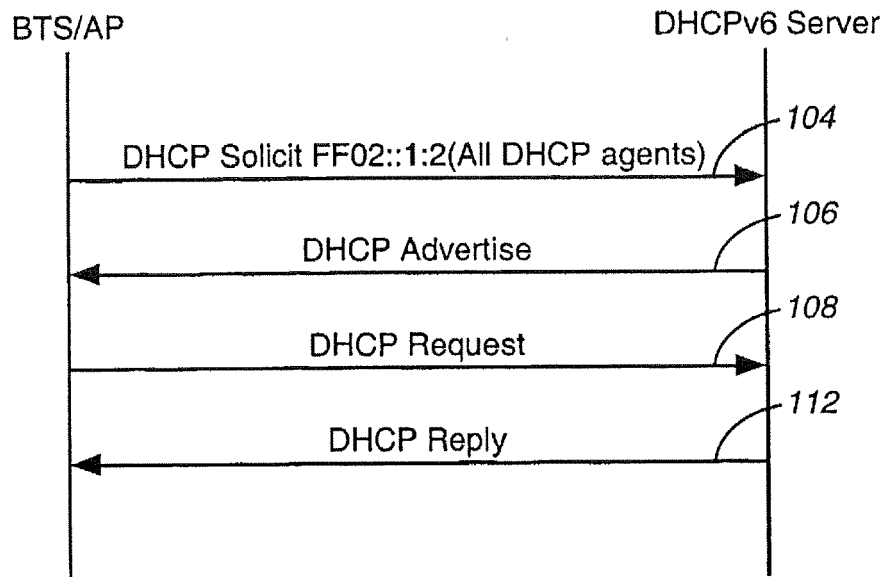 BTS/AP
DHCPv6 Server
104
DHCP Solicit FF02::1:2(All DHCP agents)
106
DHCP Advertise
108
DHCP Request
112
DHCP Reply